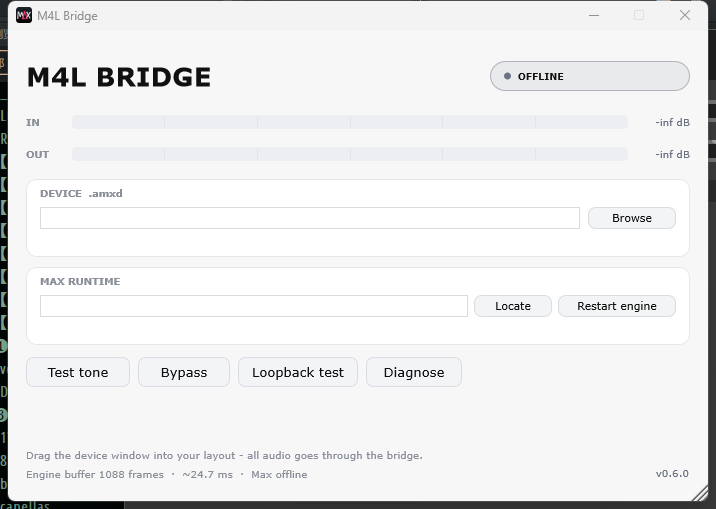 M4L Bridge
M4L BRIDGE
OFFLINE
IN
-inf dB
OUT
-inf dB
DEVICE .amxd
Browse
MAX RUNTIME
Locate
Restart engine
Test tone
Bypass
Loopback test
Diagnose
Drag the device window into your layout - all audio goes through the bridge.
Engine buffer 1088 frames · ~24.7 ms · Max offline
v0.6.0